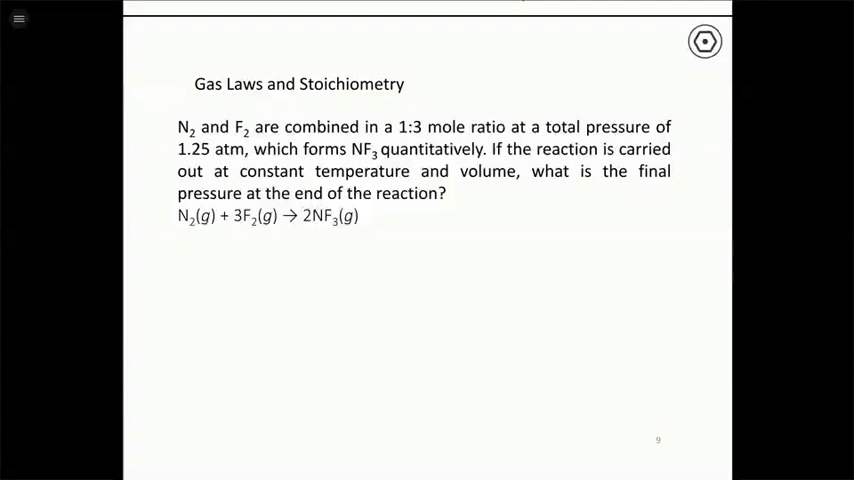 Gas Laws and Stoichiometry
N₂ and F₂ are combined in a 1:3 mole ratio at a total pressure of
1.25 atm, which forms NF₃ quantitatively. If the reaction is carried
out at constant temperature and volume, what is the final
pressure at the end of the reaction?
N₂(g) + 3F₂(g) → 2NF₃(g)
9